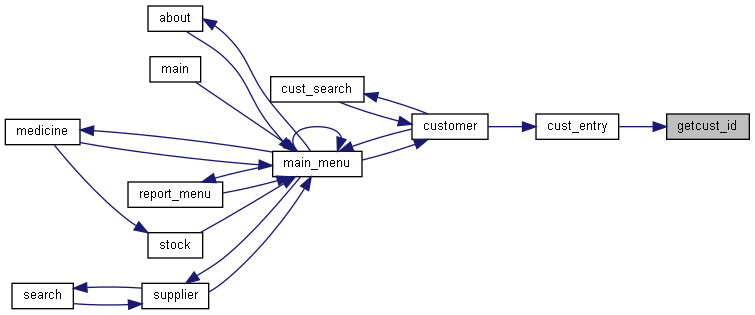 about
main
cust_search
medicine
customer
cust_entry
getcust_id
main_menu
report_menu
stock
search
supplier